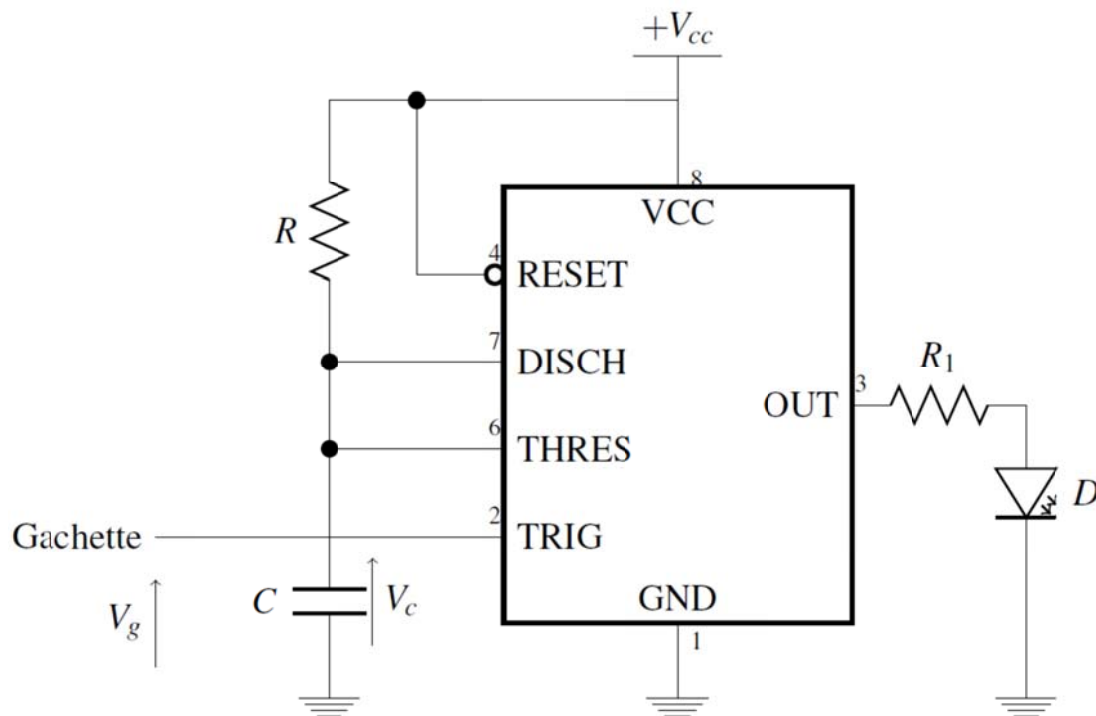 +Vcc
8
VCC
R
4
RESET
7
DISCH
R1
3
OUT
6
THRES
2
Gachette
TRIG
C
Vc
GND
D
Vg
1